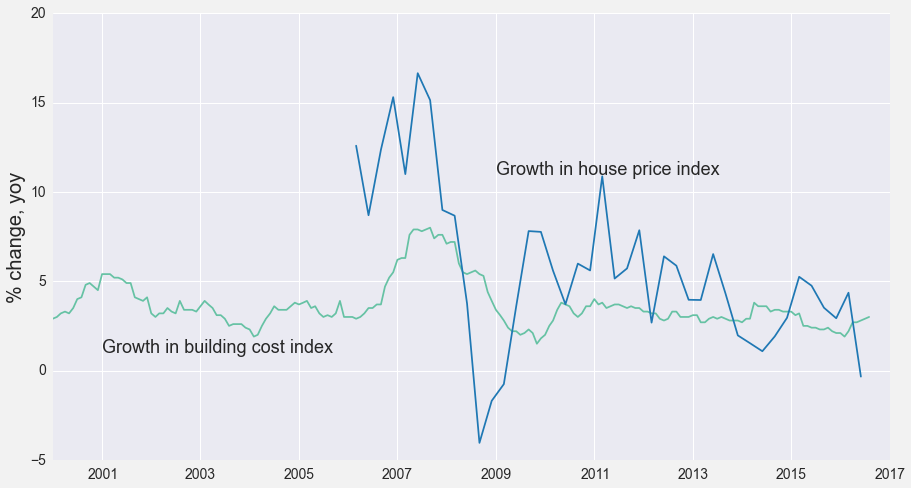 20
15
10
5
0
−5
% change, yoy
Growth in house price index
Growth in building cost index
2001 2003 2005 2007 2009 2011 2013 2015 2017